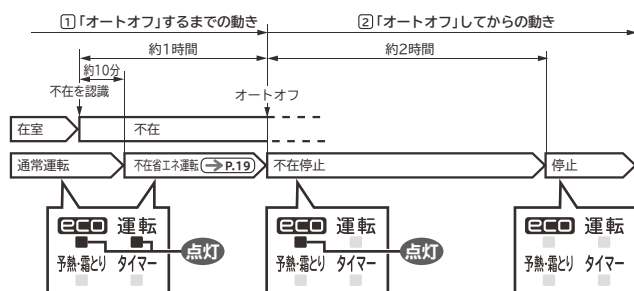 1「オートオフ」するまでの動き
2「オートオフ」してからの動き
約1時間
約2時間
約10分
不在を認識
オートオフ
在室
不在
通常運転
不在省エネ運転(→P.19)
不在停止
停止
eco 運転
予熱・霜とり タイマー
点灯
eco 運転
予熱・霜とり タイマー
点灯
eco 運転
予熱・霜とり タイマー